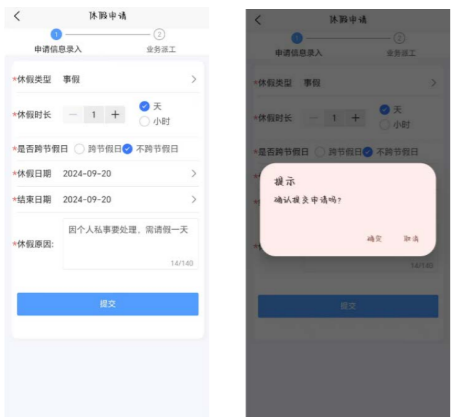 休假申请
1
2
申请信息录入
业务派工
*休假类型 事假
*休假时长 — 1 + 天
小时
*是否跨节假日 跨节假日 不跨节假日
*休假日期 2024-09-20
*结束日期 2024-09-20
因个人私事要处理，需请假一天
*休假原因:
14/140
提交
休假申请
1
2
申请信息录入
业务派工
*休假类型 事假
*休假时长 — 1 + 天
小时
*是否跨节假日 跨节假日 不跨节假日
提示
确认提交申请吗?
确定 取消
14/140
提交